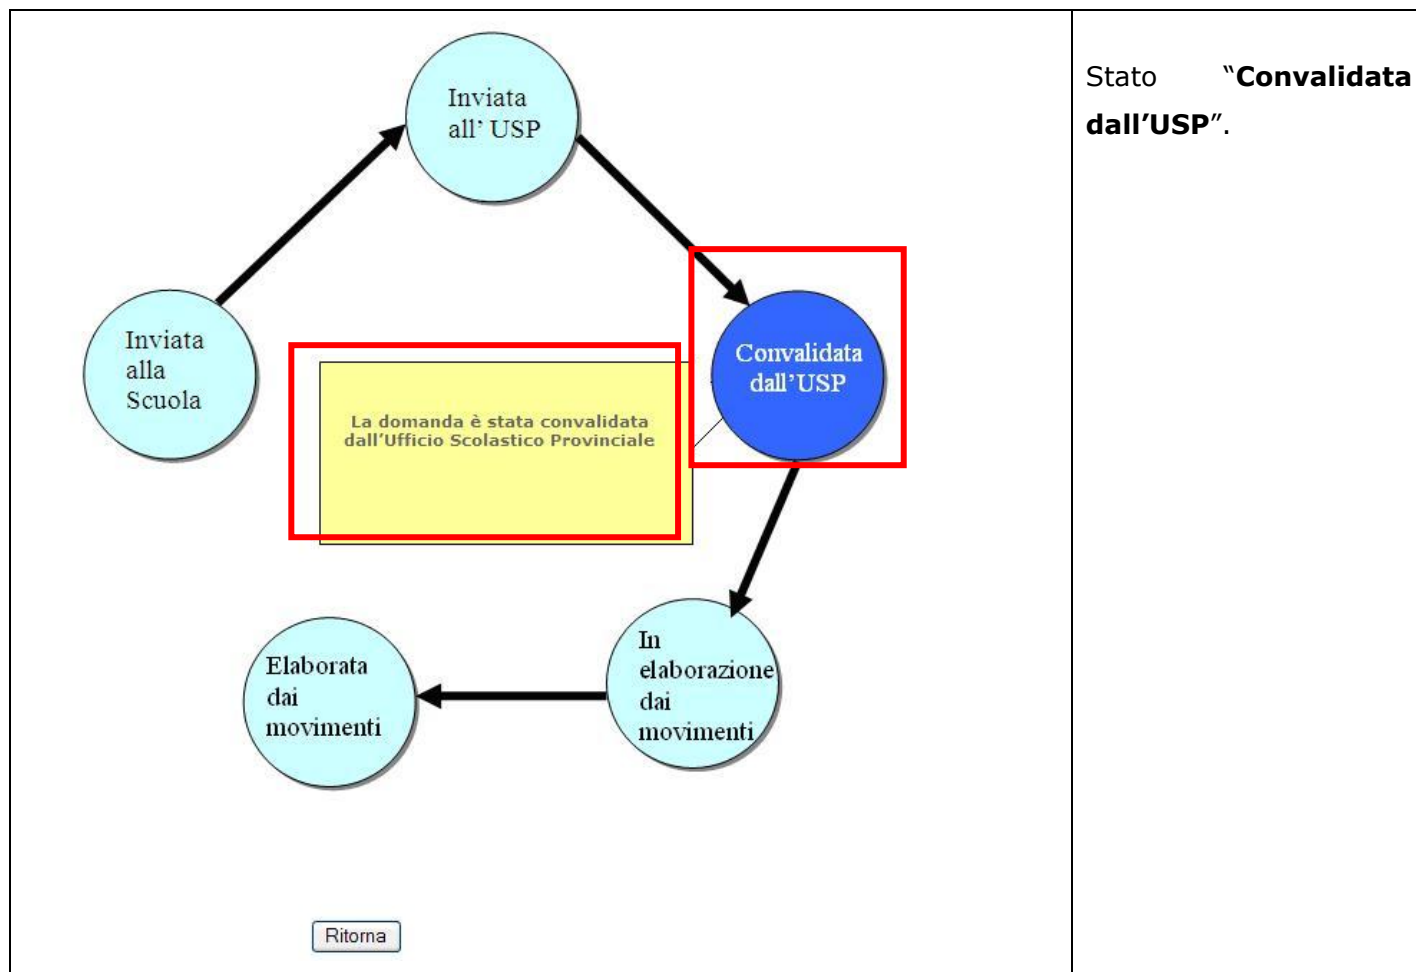 Inviata
all' USP
Stato "Convalidata
dall'USP".
Inviata
alla
Scuola
La domanda è stata convalidata
dall'Ufficio Scolastico Provinciale
Convalidata
dall'USP
Elaborata
dai
movimenti
In
elaborazione
dai
movimenti
Ritorna